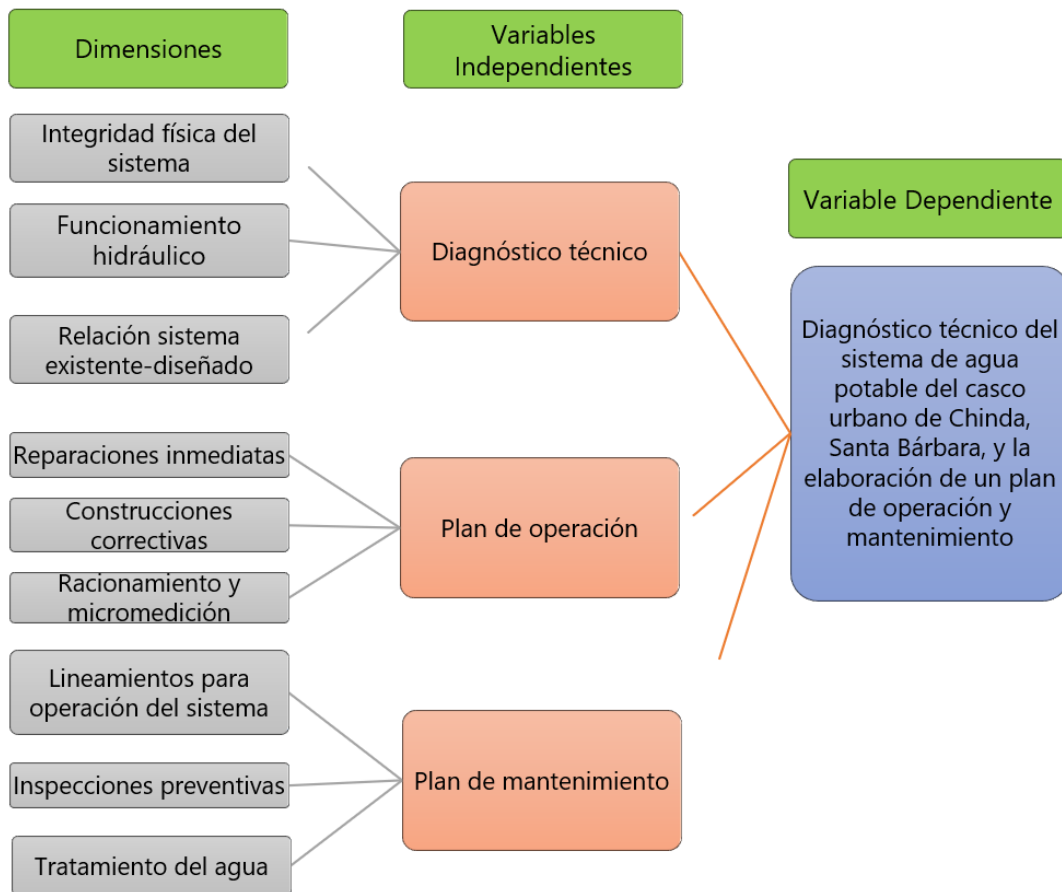 Dimensiones
Variables
Independientes
Variable Dependiente
Integridad física del
sistema
Funcionamiento
hidráulico
Relación sistema
existente-diseñado
Diagnóstico técnico
Reparaciones inmediatas
Construcciones
correctivas
Racionamiento y
micromedición
Plan de operación
Lineamientos para
operación del sistema
Inspecciones preventivas
Tratamiento del agua
Plan de mantenimiento
Diagnóstico técnico del
sistema de agua
potable del casco
urbano de Chinda,
Santa Bárbara, y la
elaboración de un plan
de operación y
mantenimiento